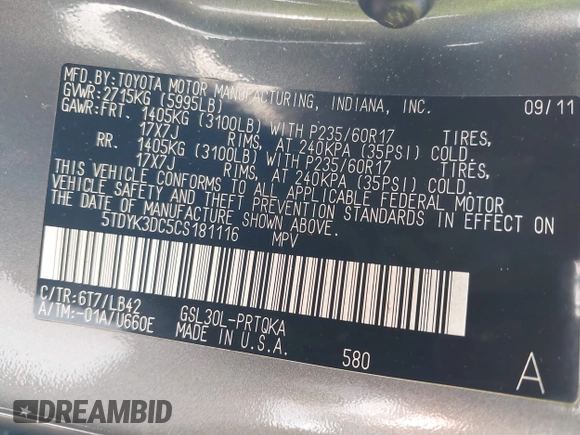 MFD.BY:TOYOTA MOTOR MANUFACTURING, INDIANA, INC. 09/11
GVWR:2715KG (5995LB)
GAWR:FRT. 1405KG (3100LB) WITH P235/60R17 TIRES,
17X7J RIMS, AT 240KPA (35PSI) COLD.
RR. 1405KG (3100LB) WITH P235/60R17 TIRES,
17X7J RIMS, AT 240KPA (35PSI) COLD.
THIS VEHICLE CONFORMS TO ALL APPLICABLE FEDERAL MOTOR
VEHICLE SAFETY AND THEFT PREVENTION STANDARDS IN EFFECT ON
THE DATE OF MANUFACTURE SHOWN ABOVE.
5TDYK3DC5CS181116 MPV
C/TR:6T7/LB42 GSL30L-PRTQKA
A/TM:-01A/U660E MADE IN U.S.A. 580 A
DREAMBID